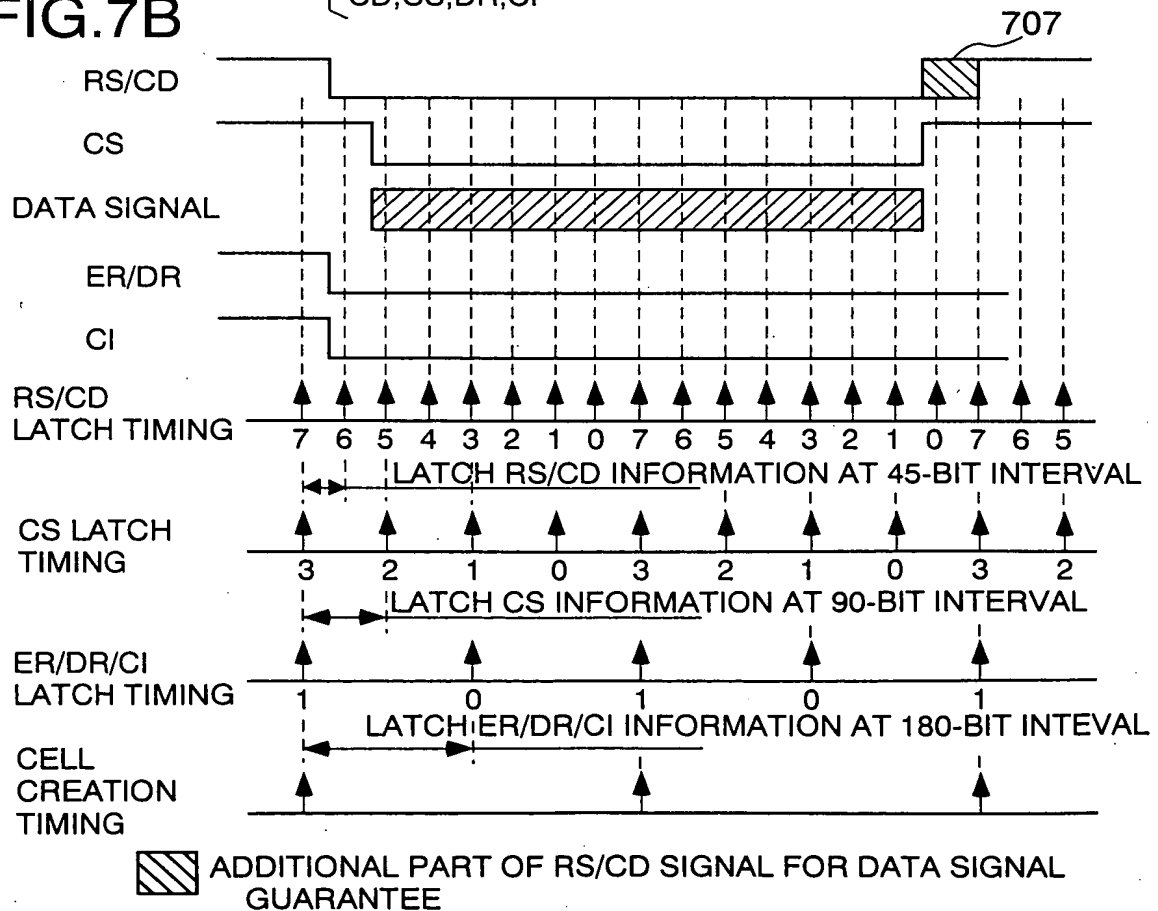 CD,CS,DR,CI
FIG.7B
707
RS/CD
CS
DATA SIGNAL
ER/DR
CI
RS/CD
LATCH TIMING
7 6 5 4 3 2 1 0 7 6 5 4 3 2 1 0 7 6 5
LATCH RS/CD INFORMATION AT 45-BIT INTERVAL
CS LATCH
TIMING
3 2 1 0 3 2 1 0 3 2
LATCH CS INFORMATION AT 90-BIT INTERVAL
ER/DR/CI
LATCH TIMING
1 0 1 0 1
LATCH ER/DR/CI INFORMATION AT 180-BIT INTEVAL
CELL
CREATION
TIMING
ADDITIONAL PART OF RS/CD SIGNAL FOR DATA SIGNAL
GUARANTEE